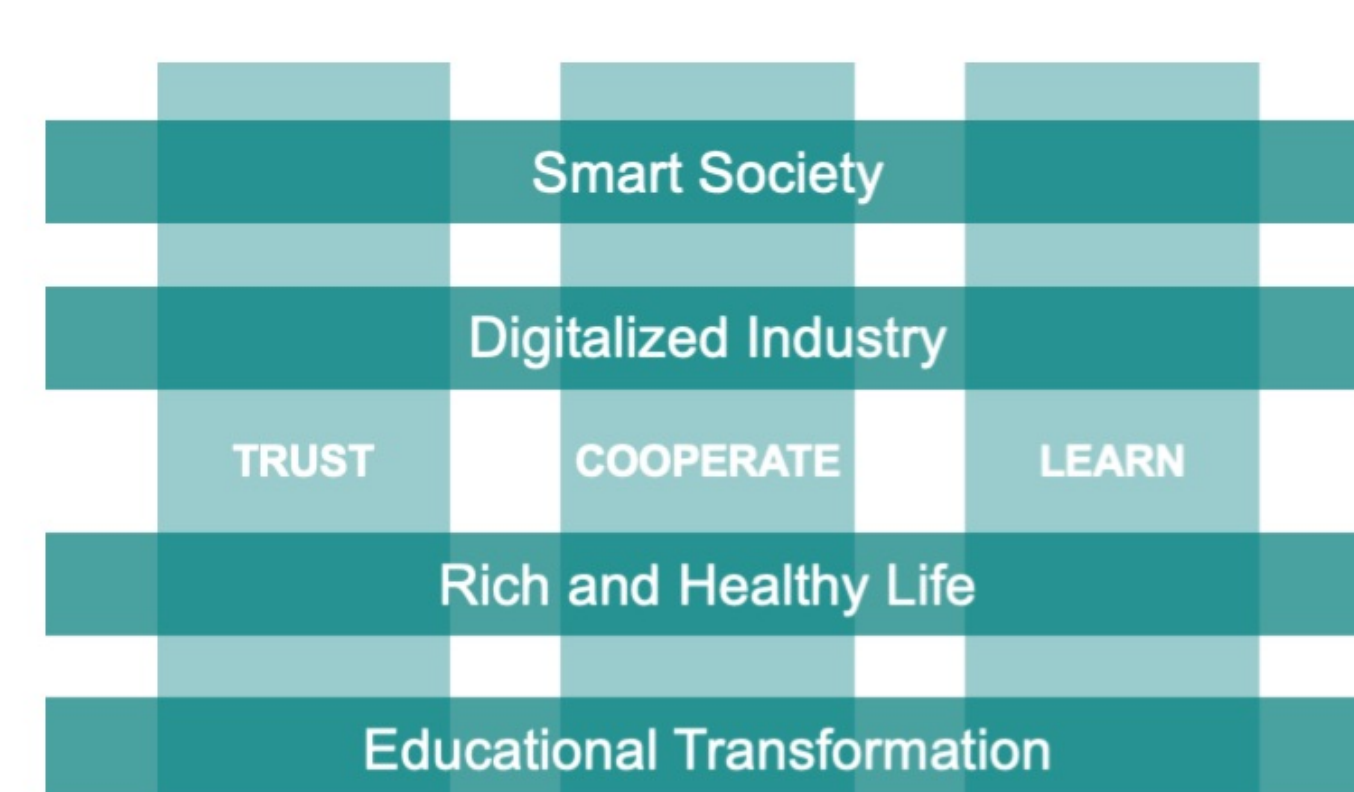 Smart Society
Digitalized Industry
TRUST COOPERATE LEARN
Rich and Healthy Life
Educational Transformation